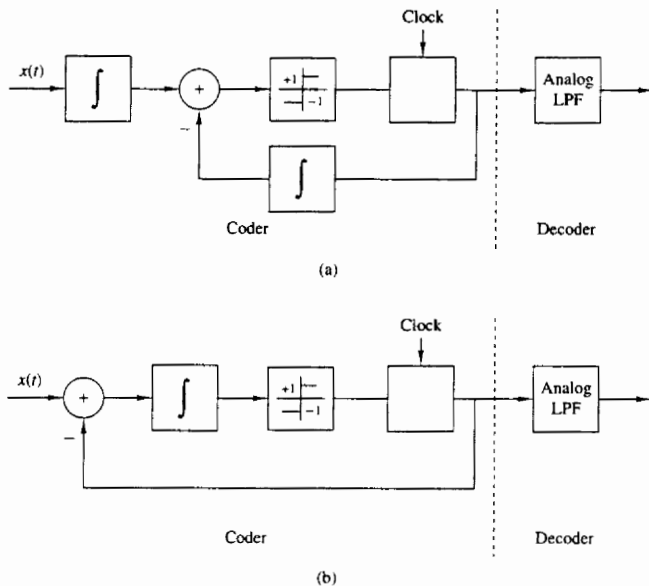 Clock
x(t)
∫
+
+1
−1
Analog
LPF
−
∫
Coder
Decoder
(a)
Clock
x(t)
+
∫
+1
−1
Analog
LPF
−
Coder
Decoder
(b)